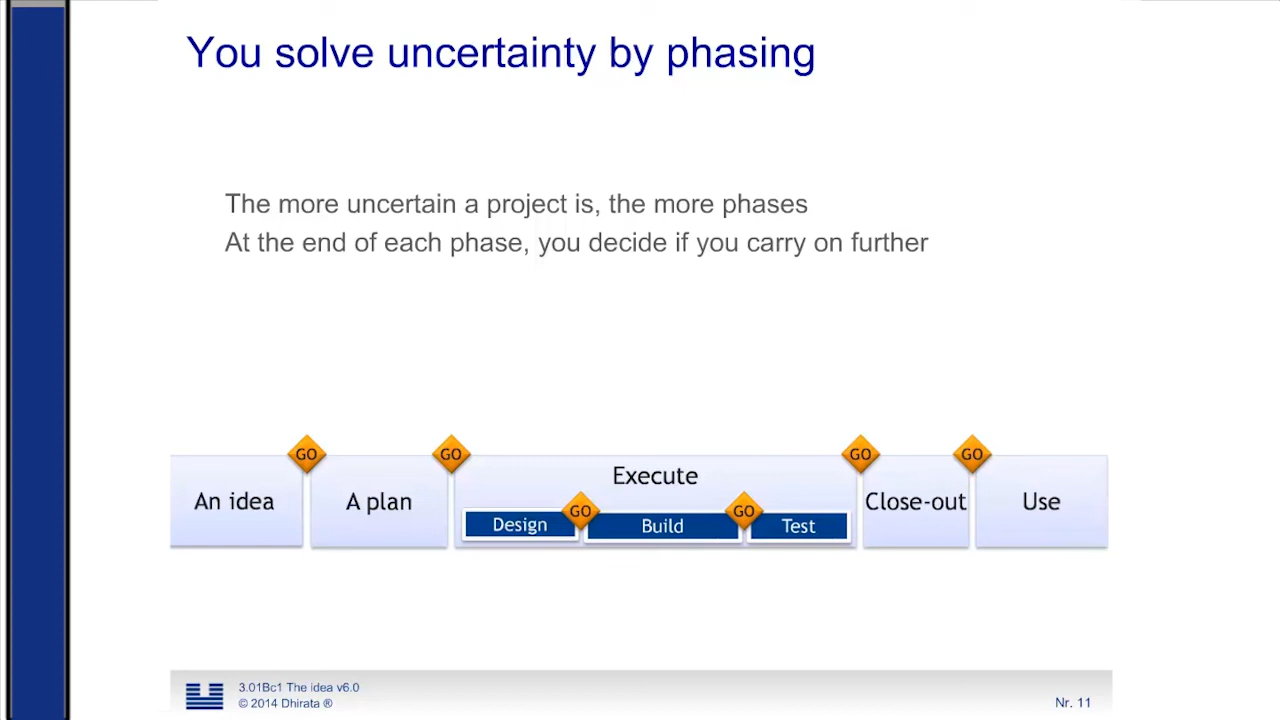 You solve uncertainty by phasing
The more uncertain a project is, the more phases
At the end of each phase, you decide if you carry on further
GO GO GO GO
Execute
An idea A plan Close-out Use
GO GO
Design Build Test
3.01Bc1 The idea v6.0
© 2014 Dhirata ®
Nr. 11